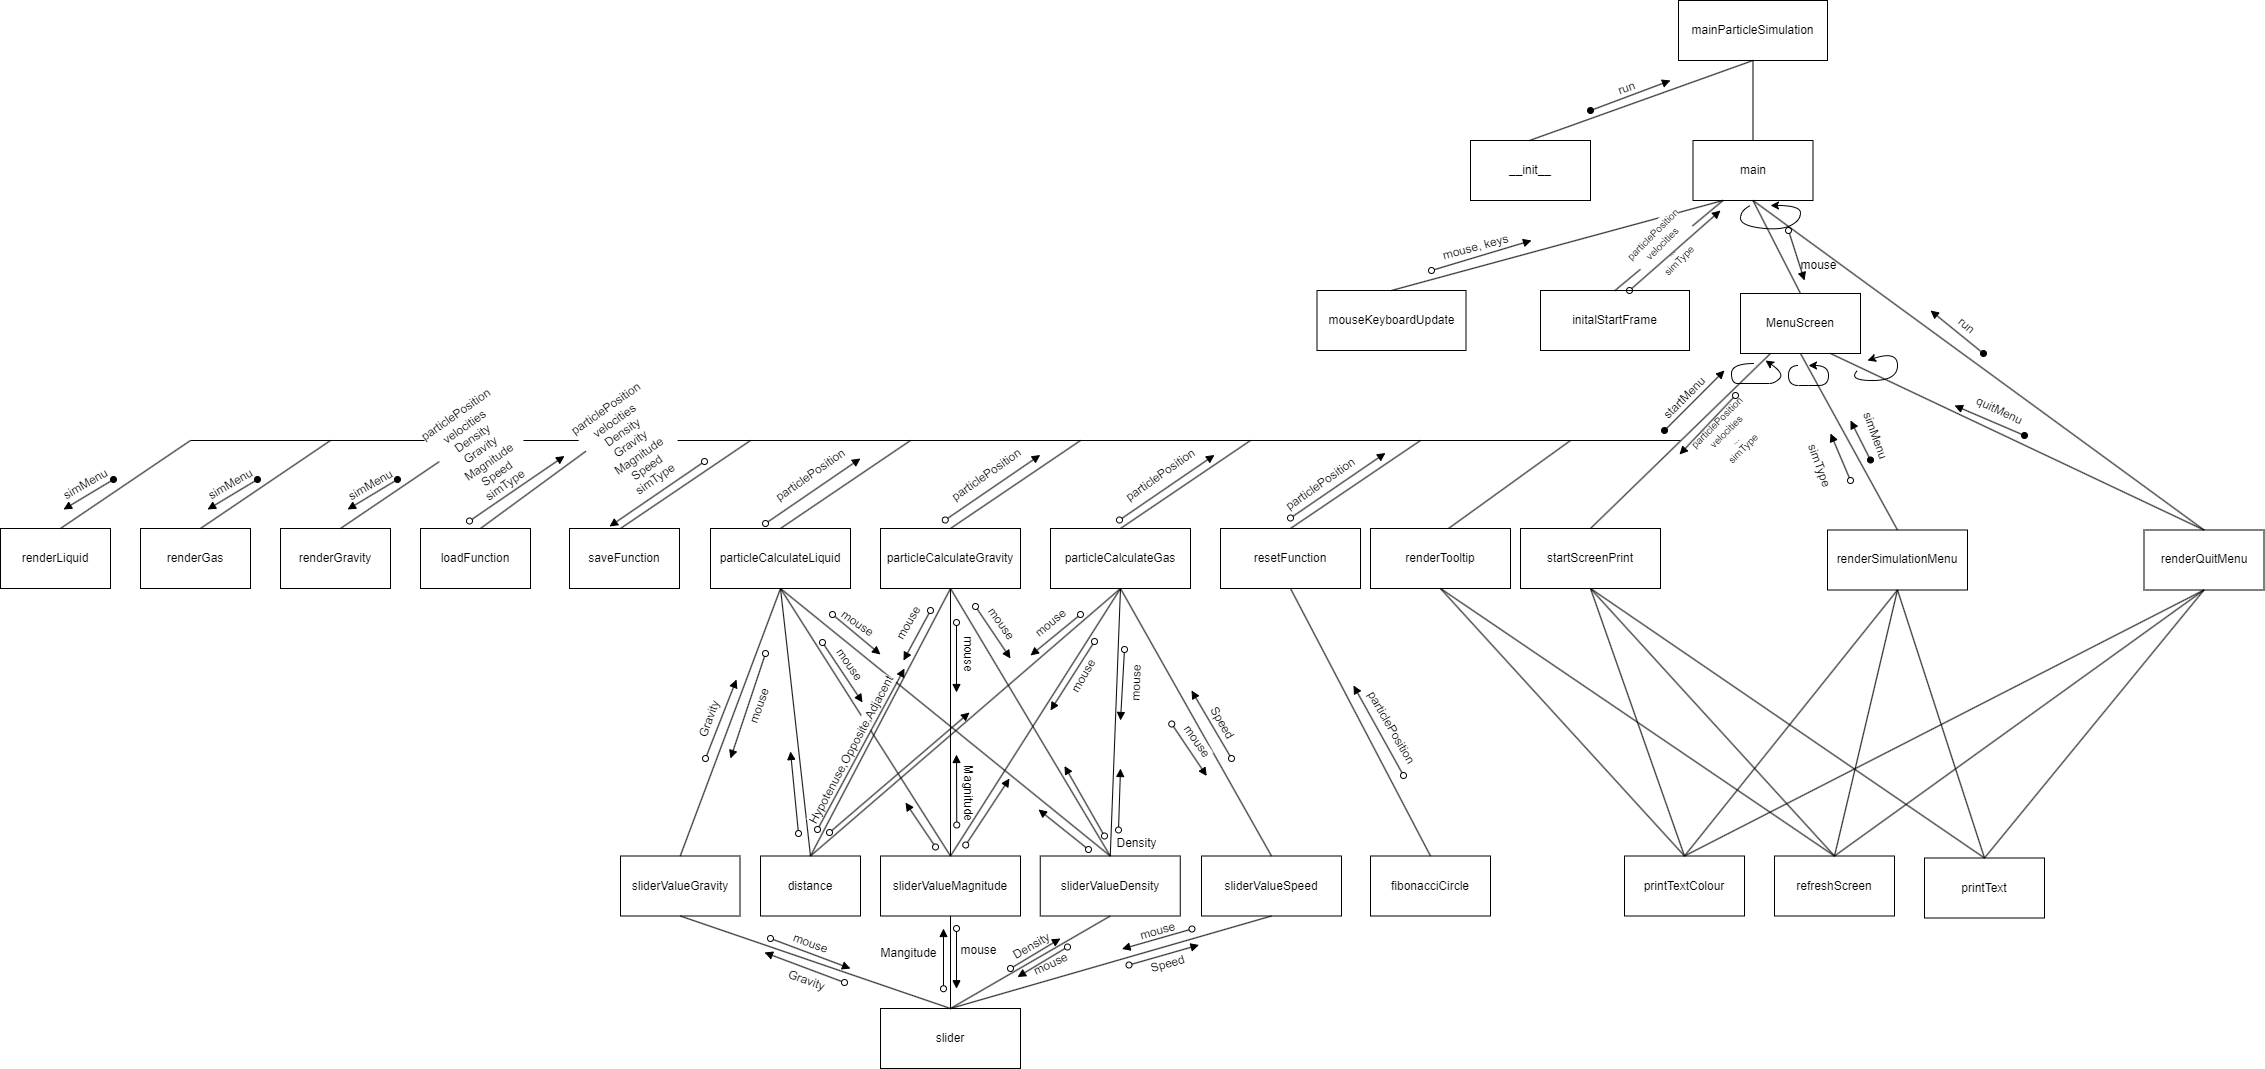 mainParticleSimulation
run
__init__
main
mouse, keys
particlePosition
velocities
...
simType
mouse
mouseKeyboardUpdate
initalStartFrame
MenuScreen
run
startMenu
particlePosition
velocities
...
simType
simType
simMenu
quitMenu
simMenu
simMenu
simMenu
particlePosition
velocities
Density
Gravity
Magnitude
Speed
simType
particlePosition
velocities
Density
Gravity
Magnitude
Speed
simType
particlePosition
particlePosition
particlePosition
particlePosition
renderLiquid
renderGas
renderGravity
loadFunction
saveFunction
particleCalculateLiquid
particleCalculateGravity
particleCalculateGas
resetFunction
renderTooltip
startScreenPrint
renderSimulationMenu
renderQuitMenu
mouse
mouse
mouse
mouse
mouse
mouse
mouse
mouse
mouse
Gravity
Hypotenuse,Opposite,Adjacent
Magnitude
Speed
mouse
particlePosition
Density
sliderValueGravity
distance
sliderValueMagnitude
sliderValueDensity
sliderValueSpeed
fibonacciCircle
printTextColour
refreshScreen
printText
mouse
Gravity
Mangitude
mouse
Density
mouse
mouse
Speed
slider